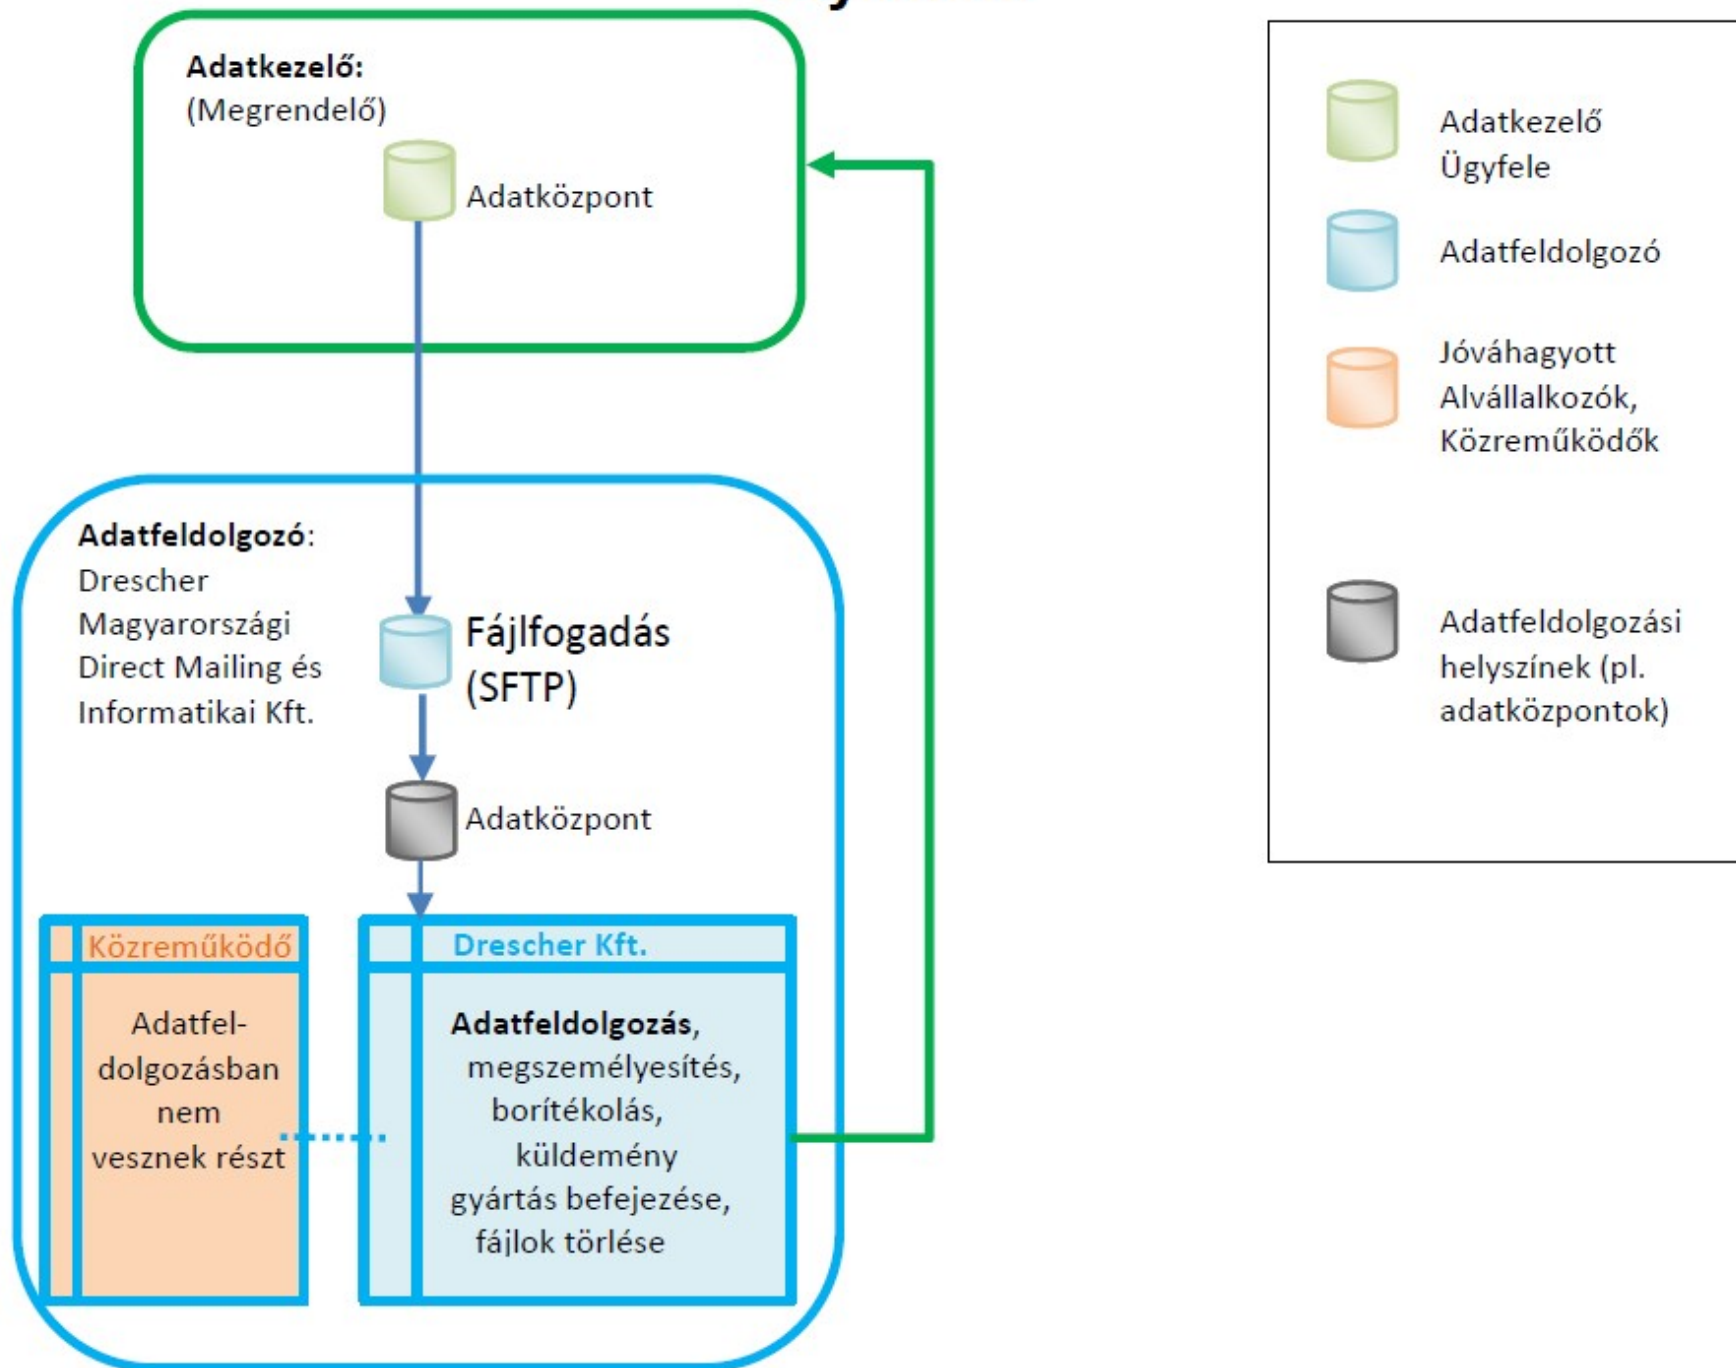 Adatkezelő:
(Megrendelő)
Adatközpont
Adatfeldolgozó:
Drescher
Magyarországi
Direct Mailing és
Informatikai Kft.
Fájlfogadás
(SFTP)
Adatközpont
Közreműködő
Adatfel-
dolgozásban
nem
vesznek részt
Drescher Kft.
Adatfeldolgozás,
megszemélyesítés,
borítékolás,
küldemény
gyártás befejezése,
fájlok törlése
Adatkezelő
Ügyfele
Adatfeldolgozó
Jóváhagyott
Alvállalkozók,
Közreműködők
Adatfeldolgozási
helyszínek (pl.
adatközpontok)